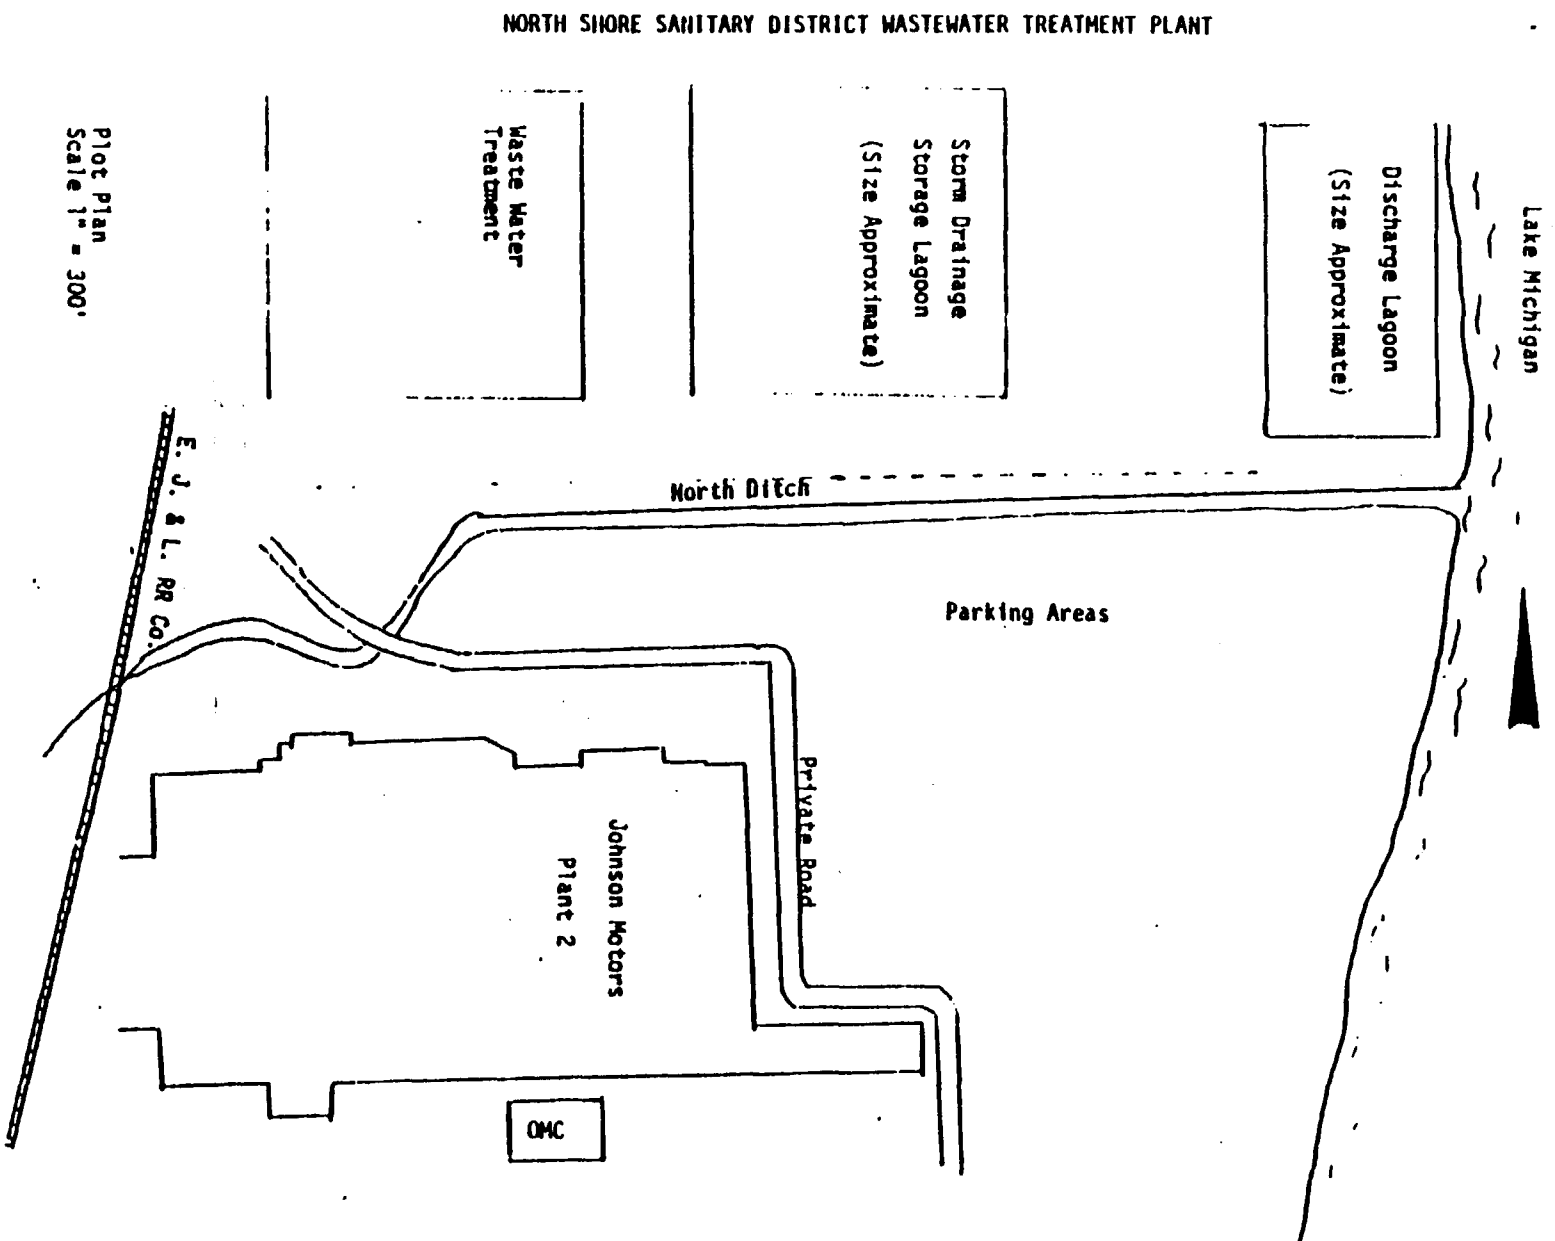 NORTH SHORE SANITARY DISTRICT WASTEWATER TREATMENT PLANT
Plot Plan
Scale 1" = 300'
Waste Water
Treatment
Storm Drainage
Storage Lagoon
(Size Approximate)
Discharge Lagoon
(Size Approximate)
Lake Michigan
E. J. & L. RR Co.
North Ditch
Parking Areas
Private Road
Johnson Motors
Plant 2
OMC